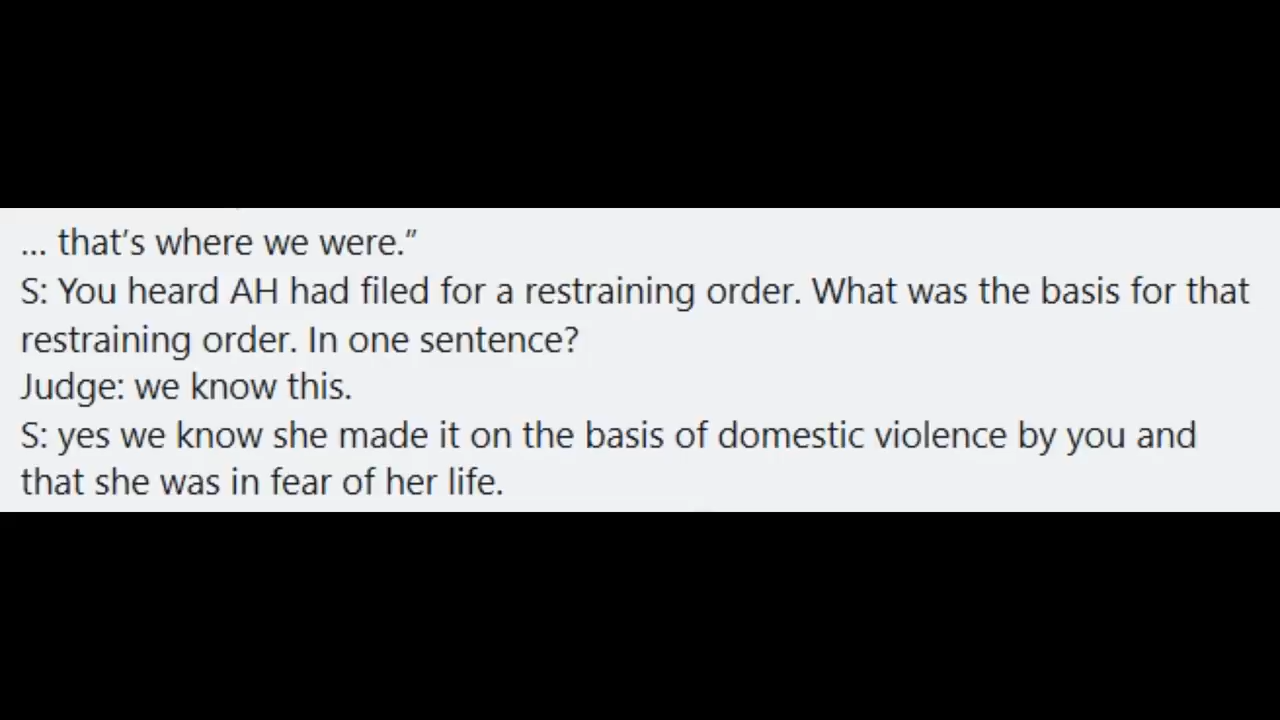 ... that’s where we were.”
S: You heard AH had filed for a restraining order. What was the basis for that
restraining order. In one sentence?
Judge: we know this.
S: yes we know she made it on the basis of domestic violence by you and
that she was in fear of her life.